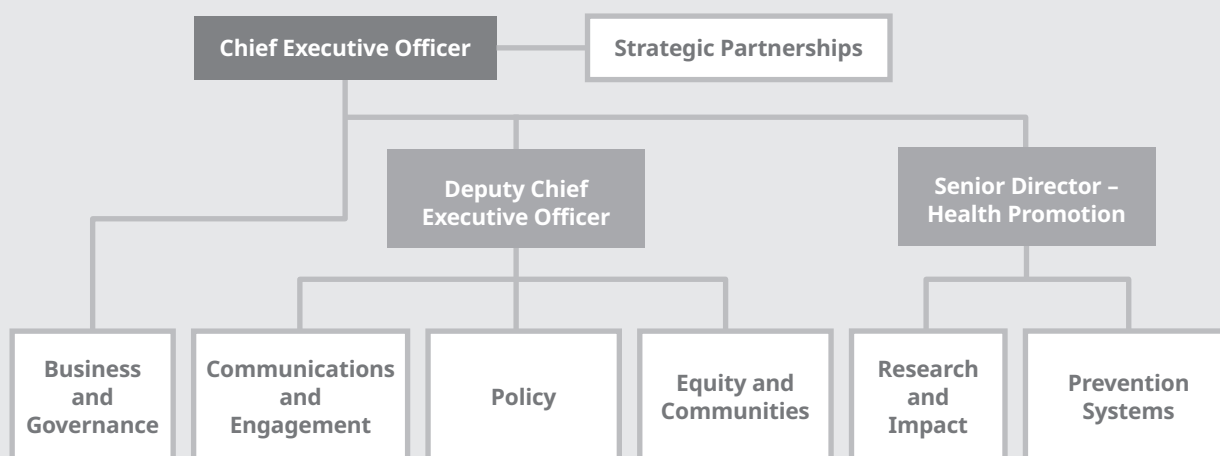 Chief Executive Officer
Strategic Partnerships
Deputy Chief
Executive Officer
Senior Director –
Health Promotion
Business
and
Governance
Communications
and
Engagement
Policy
Equity and
Communities
Research
and
Impact
Prevention
Systems